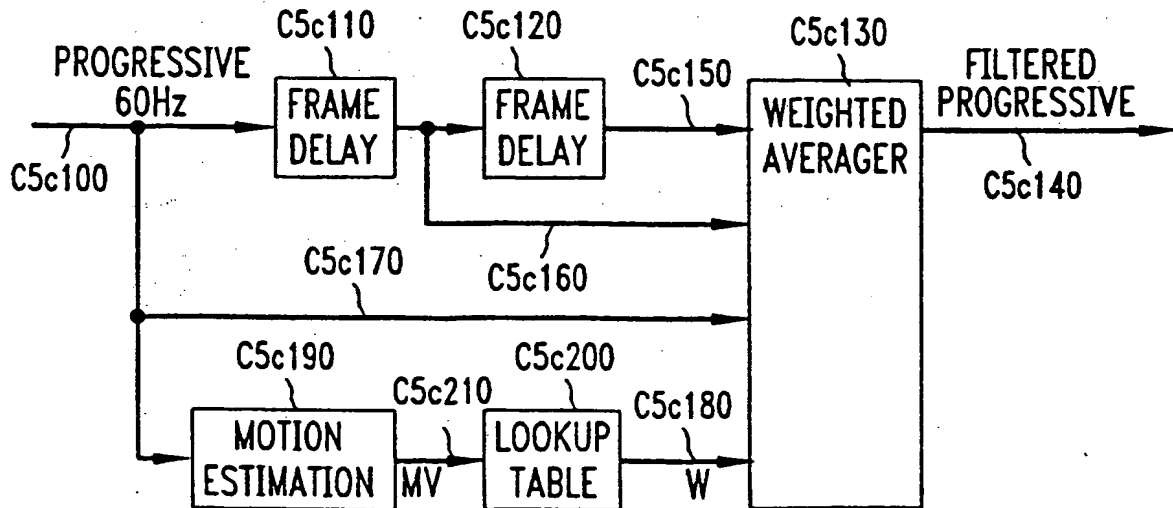 C5c110
C5c120
C5c130
PROGRESSIVE
60Hz
FRAME
DELAY
FRAME
DELAY
C5c150
WEIGHTED
AVERAGER
FILTERED
PROGRESSIVE
C5c100
C5c140
C5c160
C5c170
C5c190
C5c210
C5c200
C5c180
MOTION
ESTIMATION
MV
LOOKUP
TABLE
W